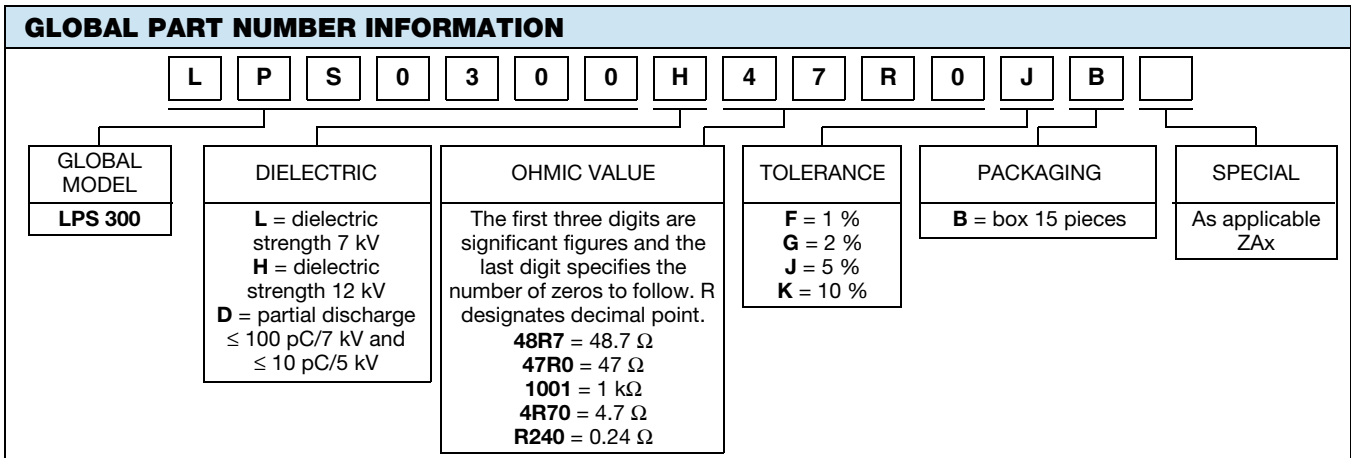 GLOBAL PART NUMBER INFORMATION
L P S 0 3 0 0 H 4 7 R 0 J B
GLOBAL
MODEL
LPS 300
DIELECTRIC
L = dielectric
strength 7 kV
H = dielectric
strength 12 kV
D = partial discharge
≤ 100 pC/7 kV and
≤ 10 pC/5 kV
OHMIC VALUE
The first three digits are
significant figures and the
last digit specifies the
number of zeros to follow. R
designates decimal point.
48R7 = 48.7 Ω
47R0 = 47 Ω
1001 = 1 kΩ
4R70 = 4.7 Ω
R240 = 0.24 Ω
TOLERANCE
F = 1 %
G = 2 %
J = 5 %
K = 10 %
PACKAGING
B = box 15 pieces
SPECIAL
As applicable
ZAx